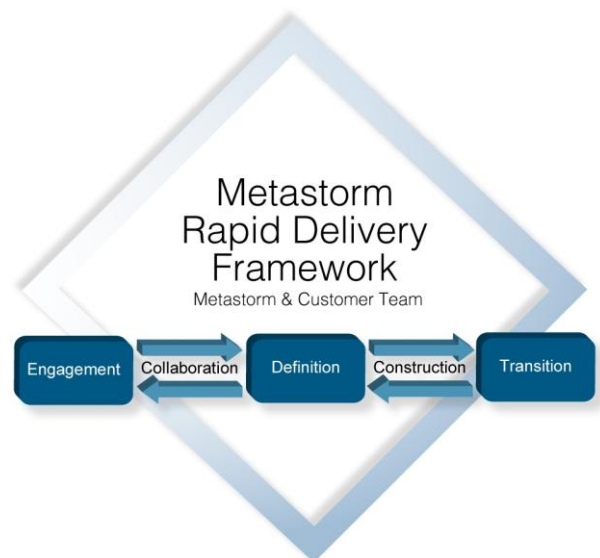 Metastorm
Rapid Delivery
Framework
Metastorm & Customer Team
Engagement
Collaboration
Definition
Construction
Transition